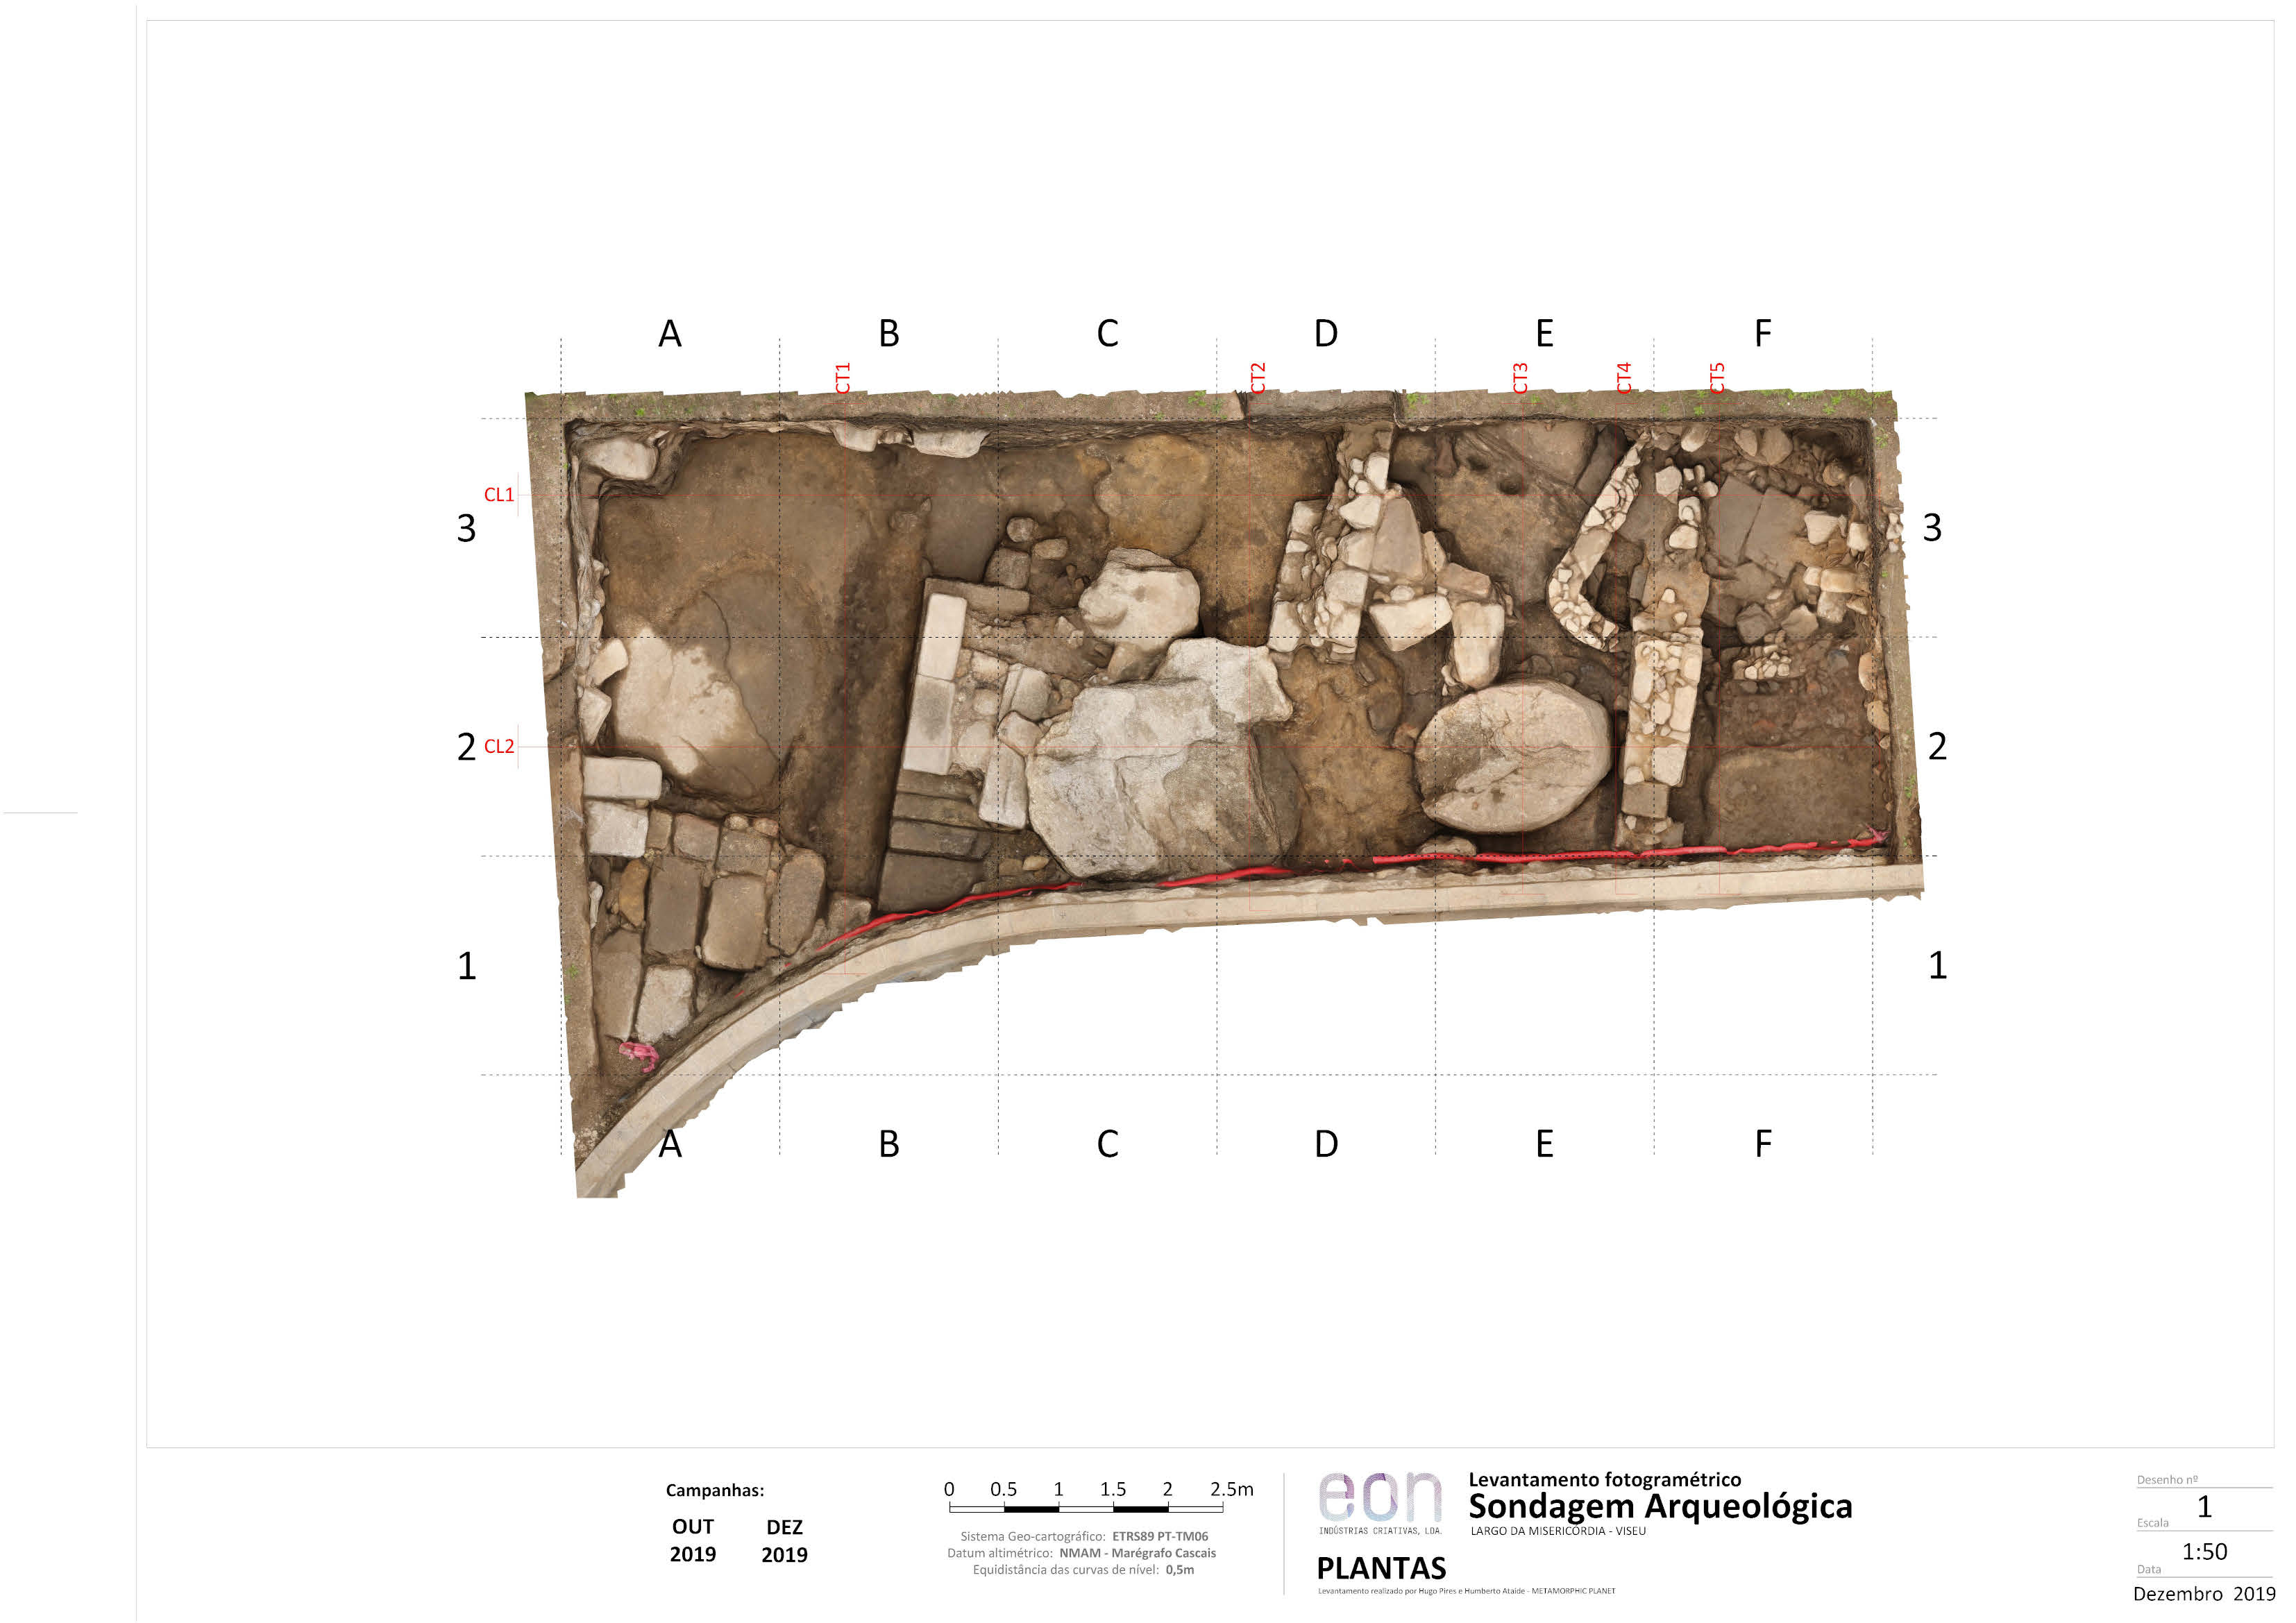 A B C D E F
CT1 CT2 CT3 CT4 CT5
CL1
3 3
2 CL2 2
1 1
A B C D E F
Campanhas:
OUT 2019
DEZ 2019
0 0.5 1 1.5 2 2.5m
Sistema Geo-cartográfico: ETRS89 PT-TM06
Datum altimétrico: NMAM - Marégrafo Cascais
Equidistância das curvas de nível: 0,5m
eon
INDÚSTRIAS CRIATIVAS, LDA.
Levantamento fotogramétrico
Sondagem Arqueológica
LARGO DA MISERICÓRDIA - VISEU
PLANTAS
Levantamento realizado por Hugo Pires e Humberto Ataíde - METAMORPHIC PLANET
Desenho nº
1
Escala
1:50
Data
Dezembro 2019